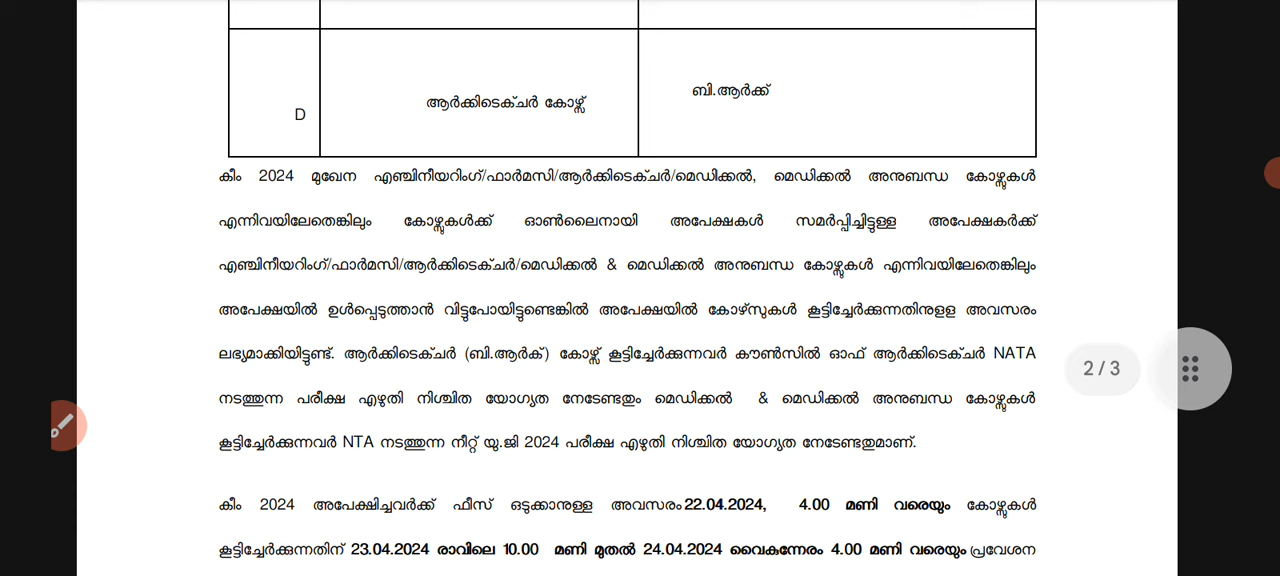 D ആർക്കിടെക്ചർ കോഴ്സ് ബി.ആർക്ക്
കീം 2024 മുഖേന എഞ്ചിനീയറിംഗ്/ഫാർമസി/ആർക്കിടെക്ചർ/മെഡിക്കൽ, മെഡിക്കൽ അനുബന്ധ കോഴ്സുകൾ
എന്നിവയിലേതെങ്കിലും കോഴ്സുകൾക്ക് ഓൺലൈനായി അപേക്ഷകൾ സമർപ്പിച്ചിട്ടുള്ള അപേക്ഷകർക്ക്
എഞ്ചിനീയറിംഗ്/ഫാർമസി/ആർക്കിടെക്ചർ/മെഡിക്കൽ & മെഡിക്കൽ അനുബന്ധ കോഴ്സുകൾ എന്നിവയിലേതെങ്കിലും
അപേക്ഷയിൽ ഉൾപ്പെടുത്താൻ വിട്ടുപോയിട്ടുണ്ടെങ്കിൽ അപേക്ഷയിൽ കോഴ്സുകൾ കൂട്ടിച്ചേർക്കുന്നതിനുളള അവസരം
ലഭ്യമാക്കിയിട്ടുണ്ട്. ആർക്കിടെക്ചർ (ബി.ആർക്) കോഴ്സ് കൂട്ടിച്ചേർക്കുന്നവർ കൗൺസിൽ ഓഫ് ആർക്കിടെക്ചർ NATA
നടത്തുന്ന പരീക്ഷ എഴുതി നിശ്ചിത യോഗ്യത നേടേണ്ടതും മെഡിക്കൽ & മെഡിക്കൽ അനുബന്ധ കോഴ്സുകൾ
കൂട്ടിച്ചേർക്കുന്നവർ NTA നടത്തുന്ന നീറ്റ് യു.ജി 2024 പരീക്ഷ എഴുതി നിശ്ചിത യോഗ്യത നേടേണ്ടതുമാണ്.
കീം 2024 അപേക്ഷിച്ചവർക്ക് ഫീസ് ഒടുക്കാനുള്ള അവസരം 22.04.2024, 4.00 മണി വരെയും കോഴ്സുകൾ
കൂട്ടിച്ചേർക്കുന്നതിന് 23.04.2024 രാവിലെ 10.00 മണി മുതൽ 24.04.2024 വൈകുന്നേരം 4.00 മണി വരെയും പ്രവേശന
2 / 3